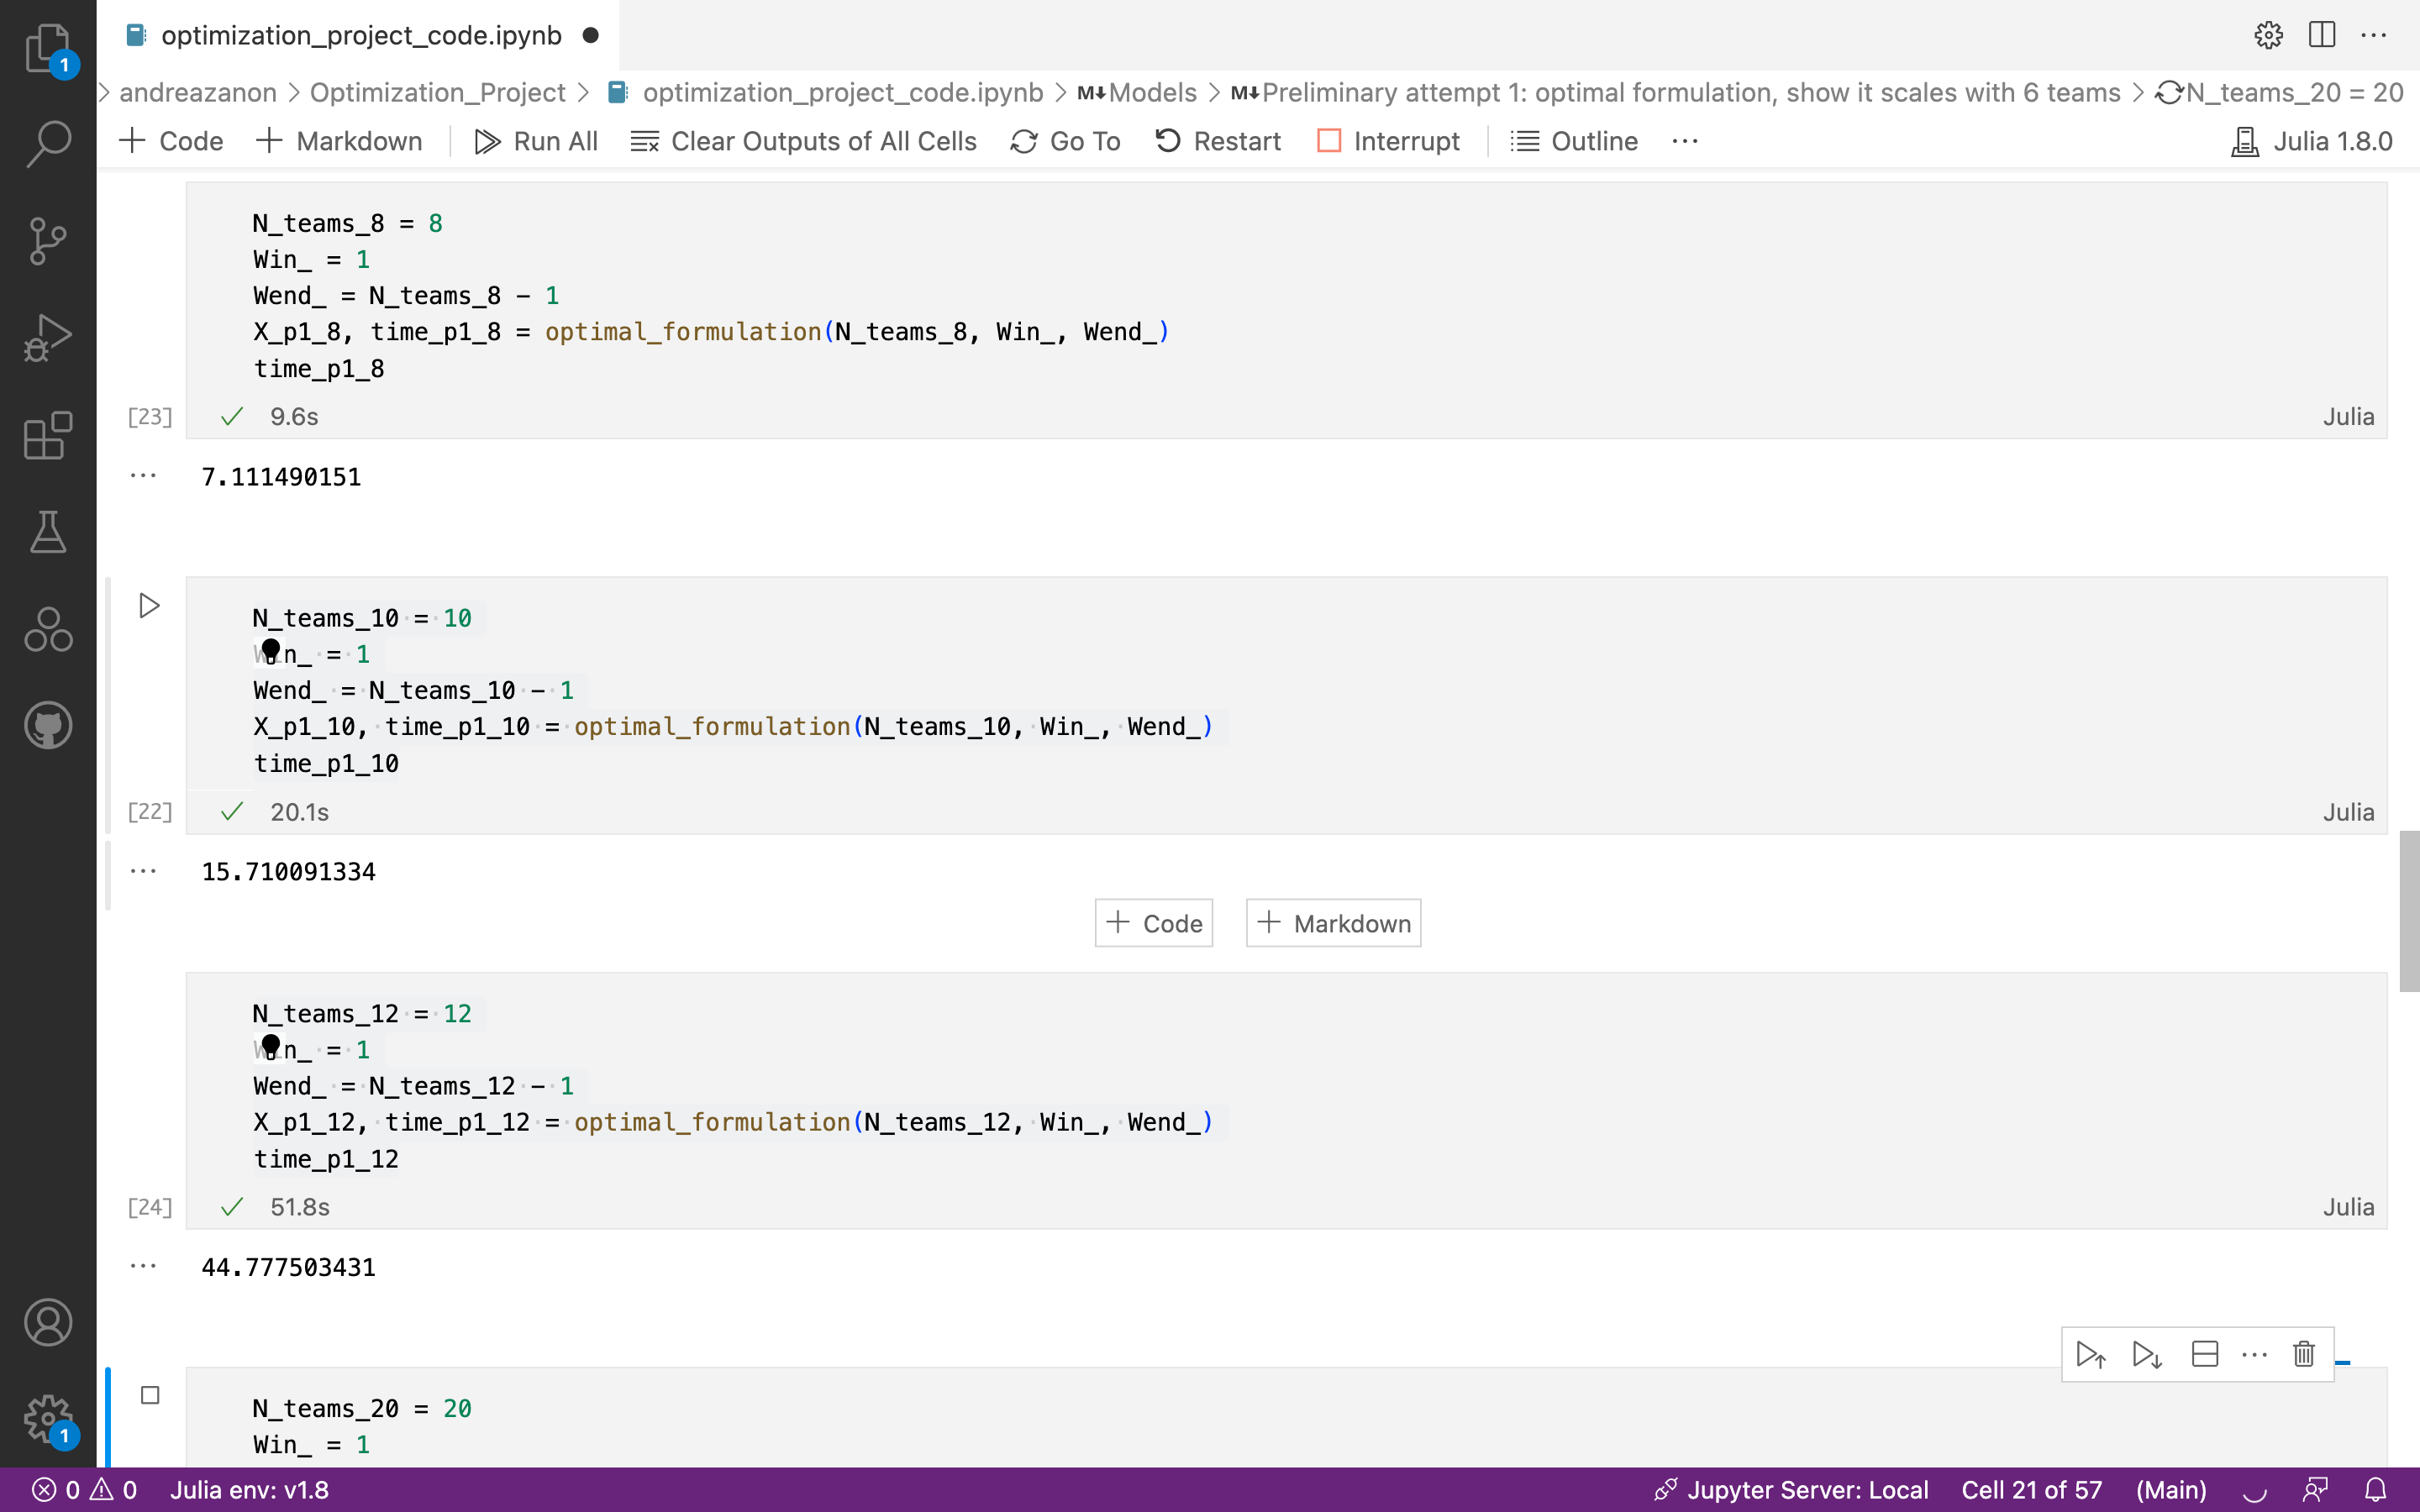 optimization_project_code.ipynb
1
andreazanon > Optimization_Project > optimization_project_code.ipynb > M↓Models > M↓Preliminary attempt 1: optimal formulation, show it scales with 6 teams > N_teams_20 = 20
+ Code + Markdown Run All Clear Outputs of All Cells Go To Restart Interrupt Outline ... Julia 1.8.0
N_teams_8 = 8
Win_ = 1
Wend_ = N_teams_8 - 1
X_p1_8, time_p1_8 = optimal_formulation(N_teams_8, Win_, Wend_)
time_p1_8
[23] 9.6s Julia
... 7.111490151
N_teams_10 = 10
Win_ = 1
Wend_ = N_teams_10 - 1
X_p1_10, time_p1_10 = optimal_formulation(N_teams_10, Win_, Wend_)
time_p1_10
[22] 20.1s Julia
... 15.710091334
+ Code + Markdown
N_teams_12 = 12
Win_ = 1
Wend_ = N_teams_12 - 1
X_p1_12, time_p1_12 = optimal_formulation(N_teams_12, Win_, Wend_)
time_p1_12
[24] 51.8s Julia
... 44.777503431
N_teams_20 = 20
1
Win_ = 1
0 0 Julia env: v1.8 Jupyter Server: Local Cell 21 of 57 (Main)